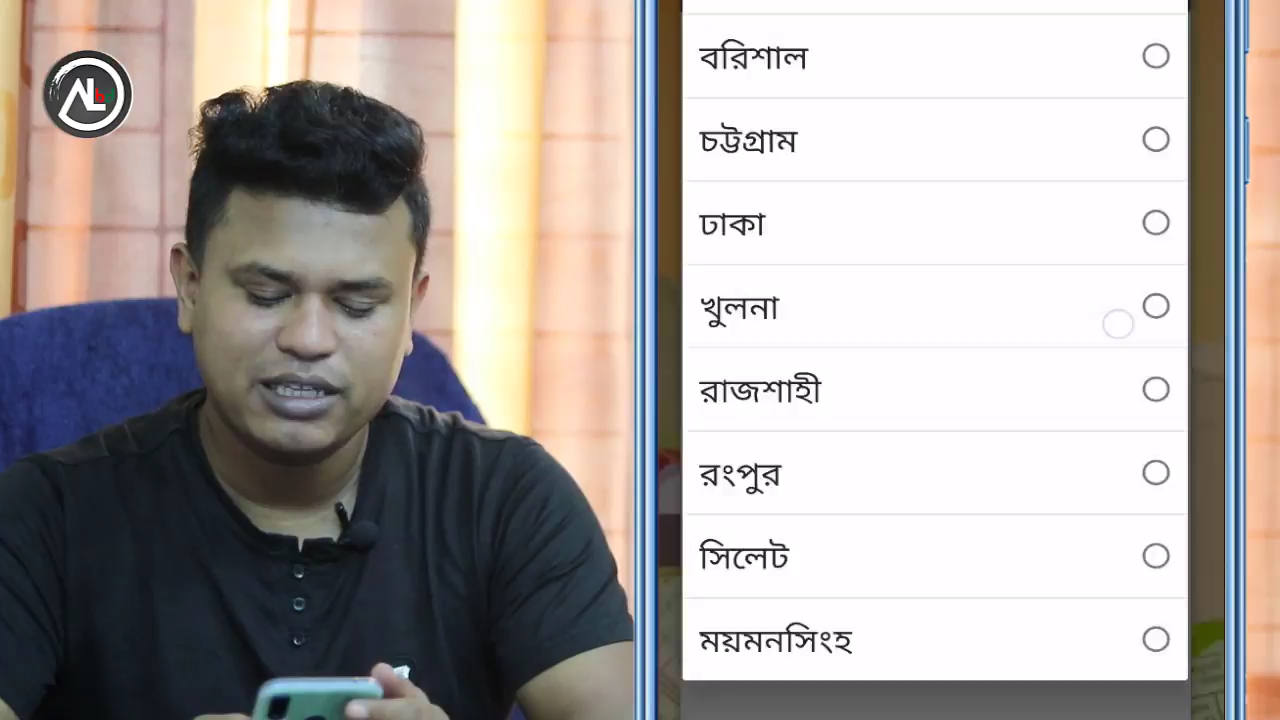 বরিশাল
চট্টগ্রাম
ঢাকা
খুলনা
রাজশাহী
রংপুর
সিলেট
ময়মনসিংহ